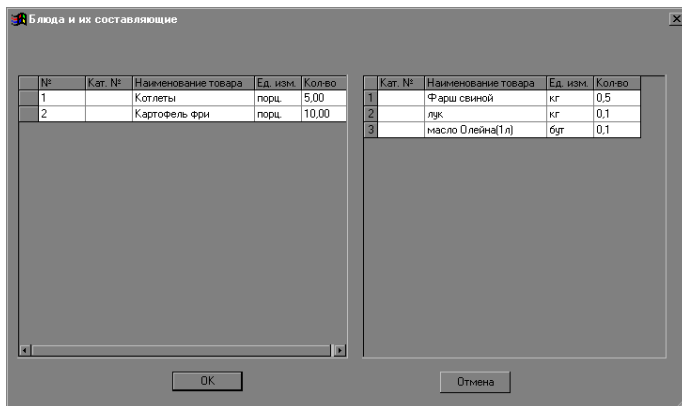 Блюда и их составляющие
№ Кат. № Наименование товара Ед. изм. Кол-во
1 Котлеты порц. 5,00
2 Картофель фри порц. 10,00
Кат. № Наименование товара Ед. изм. Кол-во
1 Фарш свиной кг 0,5
2 лук кг 0,1
3 масло Олейна(1л) бут 0,1
OK
Отмена